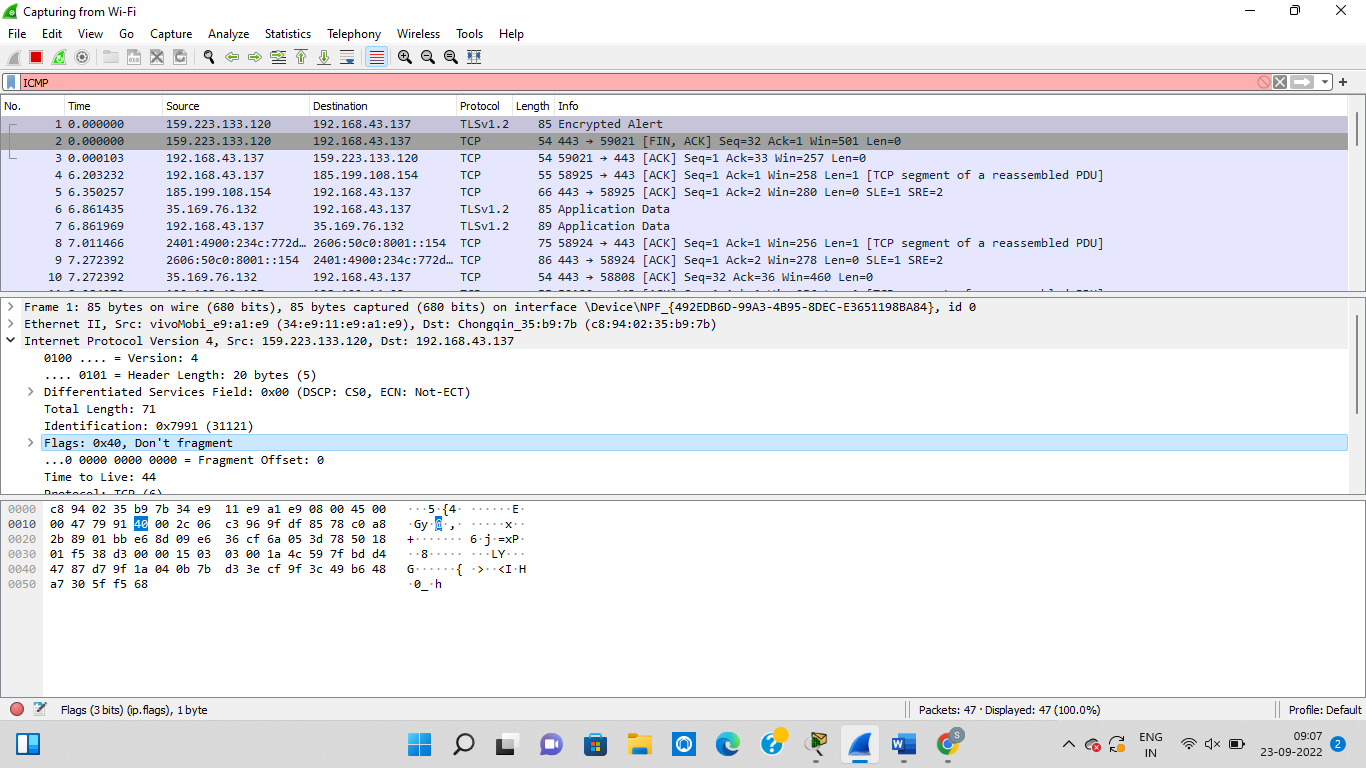 Capturing from Wi-Fi
File Edit View Go Capture Analyze Statistics Telephony Wireless Tools Help
ICMP
No. Time Source Destination Protocol Length Info
1 0.000000 159.223.133.120 192.168.43.137 TLSv1.2 85 Encrypted Alert
2 0.000000 159.223.133.120 192.168.43.137 TCP 54 443 → 59021 [FIN, ACK] Seq=32 Ack=1 Win=501 Len=0
3 0.000103 192.168.43.137 159.223.133.120 TCP 54 59021 → 443 [ACK] Seq=1 Ack=33 Win=257 Len=0
4 6.203232 192.168.43.137 185.199.108.154 TCP 55 58925 → 443 [ACK] Seq=1 Ack=1 Win=258 Len=1 [TCP segment of a reassembled PDU]
5 6.350257 185.199.108.154 192.168.43.137 TCP 66 443 → 58925 [ACK] Seq=1 Ack=2 Win=280 Len=0 SLE=1 SRE=2
6 6.861435 35.169.76.132 192.168.43.137 TLSv1.2 85 Application Data
7 6.861969 192.168.43.137 35.169.76.132 TLSv1.2 89 Application Data
8 7.011466 2401:4900:234c:772d… 2606:50c0:8001::154 TCP 75 58924 → 443 [ACK] Seq=1 Ack=1 Win=256 Len=1 [TCP segment of a reassembled PDU]
9 7.272392 2606:50c0:8001::154 2401:4900:234c:772d… TCP 86 443 → 58924 [ACK] Seq=1 Ack=2 Win=278 Len=0 SLE=1 SRE=2
10 7.272392 35.169.76.132 192.168.43.137 TCP 54 443 → 58808 [ACK] Seq=32 Ack=36 Win=460 Len=0
Frame 1: 85 bytes on wire (680 bits), 85 bytes captured (680 bits) on interface \Device\NPF_{492EDB6D-99A3-4B95-8DEC-E3651198BA84}, id 0
Ethernet II, Src: vivoMobi_e9:a1:e9 (34:e9:11:e9:a1:e9), Dst: Chongqin_35:b9:7b (c8:94:02:35:b9:7b)
Internet Protocol Version 4, Src: 159.223.133.120, Dst: 192.168.43.137
0100 .... = Version: 4
.... 0101 = Header Length: 20 bytes (5)
Differentiated Services Field: 0x00 (DSCP: CS0, ECN: Not-ECT)
Total Length: 71
Identification: 0x7991 (31121)
Flags: 0x40, Don't fragment
...0 0000 0000 0000 = Fragment Offset: 0
Time to Live: 44
Protocol: TCP (6)
0000 c8 94 02 35 b9 7b 34 e9 11 e9 a1 e9 08 00 45 00 ···5·{4· ······E·
0010 00 47 79 91 40 00 2c 06 c3 96 9f df 85 78 c0 a8 ·Gy·@·,· ·····x··
0020 2b 89 01 bb e6 8d 09 e6 36 cf 6a 05 3d 78 50 18 +······· 6·j·=xP·
0030 01 f5 38 d3 00 00 15 03 03 00 1a 4c 59 7f bd d4 ··8····· ···LY···
0040 47 87 d7 9f 1a 04 0b 7b d3 3e cf 9f 3c 49 b6 48 G······{ ·>··<I·H
0050 a7 30 5f f5 68 ·0_·h
Flags (3 bits) (ip.flags), 1 byte Packets: 47 · Displayed: 47 (100.0%) Profile: Default
S
ENG 09:07
IN 23-09-2022 2